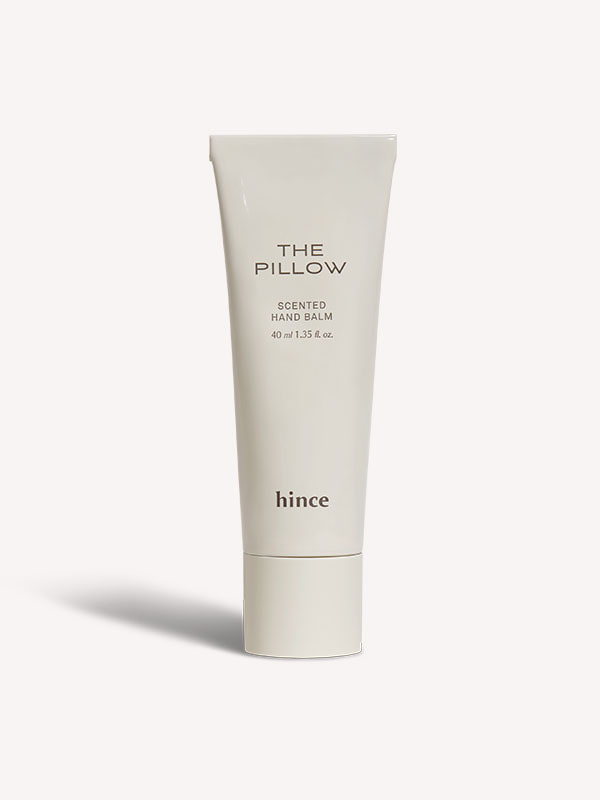 THE
PILLOW
SCENTED
HAND BALM
40 ml 1.35 fl. oz.
hince